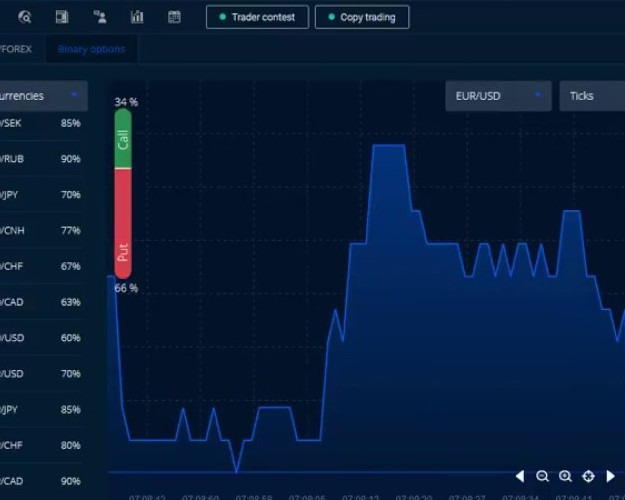 Trader contest
Copy trading
/FOREX
Binary options
urrencies
EUR/USD
Ticks
34 %
Call
Put
66 %
/SEK 85%
/RUB 90%
/JPY 70%
/CNH 77%
/CHF 67%
/CAD 63%
/USD 60%
/USD 70%
/JPY 85%
/CHF 80%
/CAD 90%